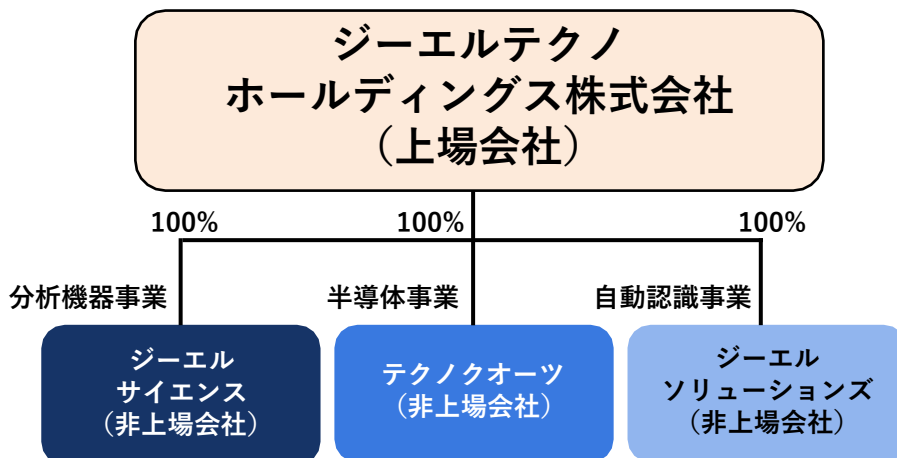 ジーエルテクノ
ホールディングス株式会社
（上場会社）
100%
100%
100%
分析機器事業
半導体事業
自動認識事業
ジーエル
サイエンス
（非上場会社）
テクノクオーツ
（非上場会社）
ジーエル
ソリューションズ
（非上場会社）